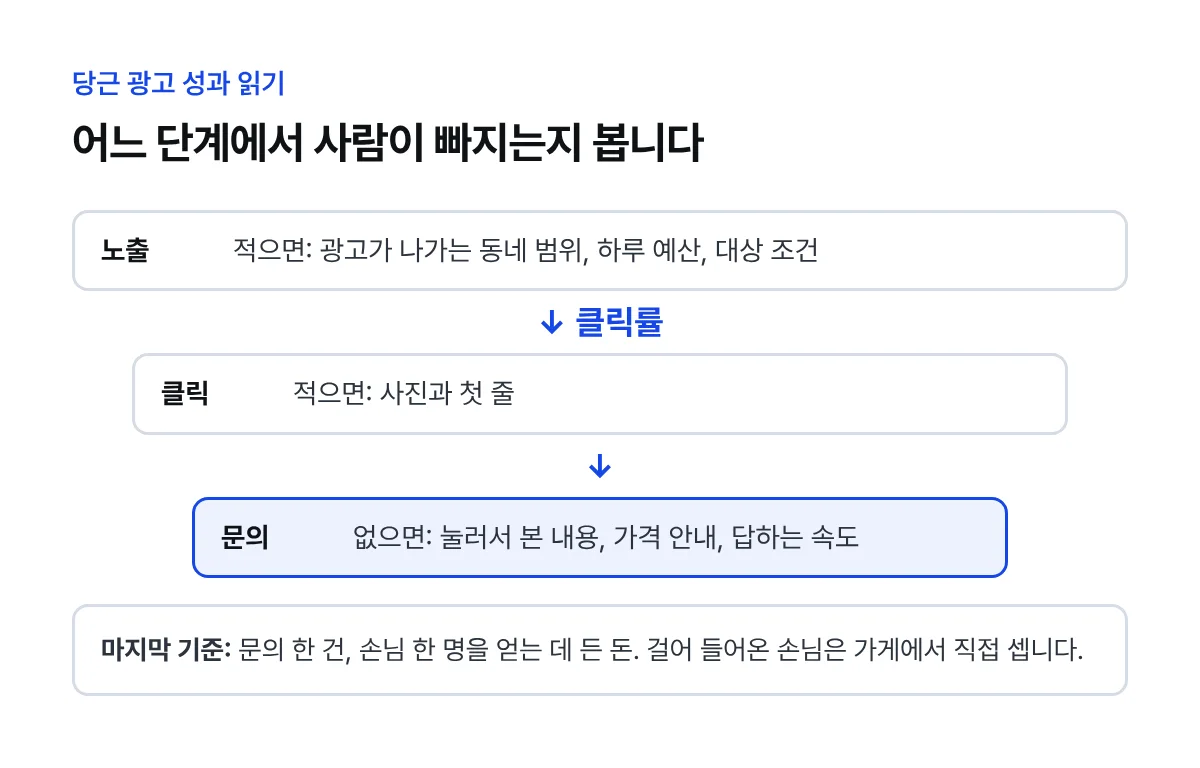 당근 광고 성과 읽기
어느 단계에서 사람이 빠지는지 봅니다
노출 적으면: 광고가 나가는 동네 범위, 하루 예산, 대상 조건
↓ 클릭률
클릭 적으면: 사진과 첫 줄
↓
문의 없으면: 눌러서 본 내용, 가격 안내, 답하는 속도
마지막 기준: 문의 한 건, 손님 한 명을 얻는 데 든 돈. 걸어 들어온 손님은 가게에서 직접 셉니다.